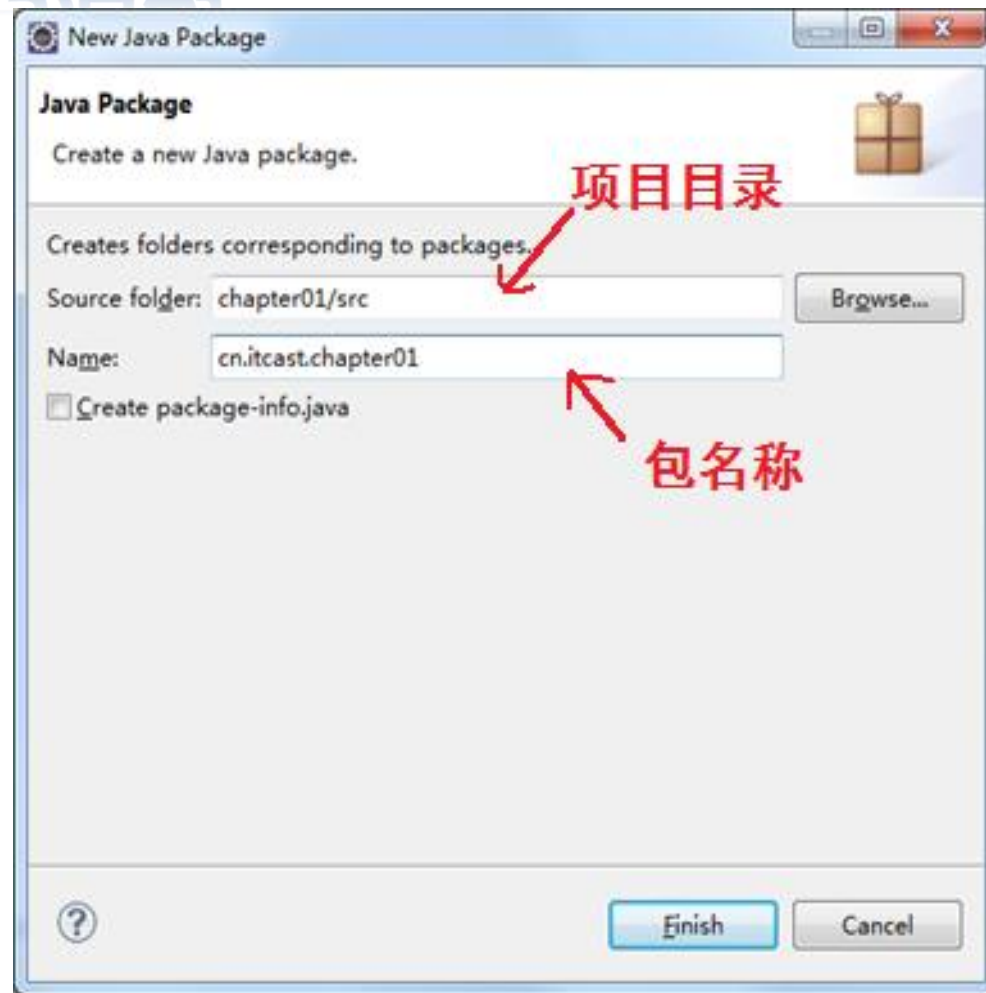 New Java Package
Java Package
Create a new Java package.
项目目录
Creates folders corresponding to packages.
Source folder: chapter01/src Browse...
Name: cn.itcast.chapter01
Create package-info.java
包名称
Finish Cancel